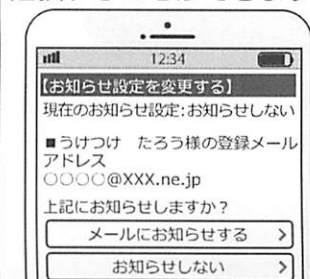 12:34
【お知らせ設定を変更する】
現在のお知らせ設定:お知らせしない
■うけつけ　たろう様の登録メール
アドレス
○○○○@XXX.ne.jp
上記にお知らせしますか？
メールにお知らせする >
お知らせしない >